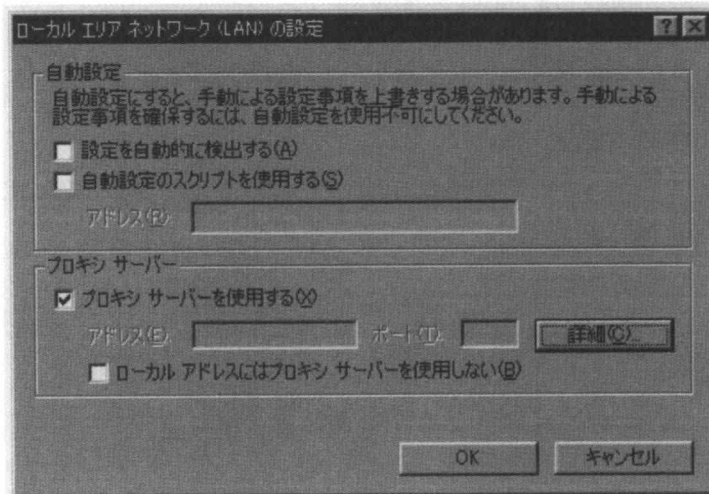 ローカル エリア ネットワーク (LAN) の設定
自動設定
自動設定にすると、手動による設定事項を上書きする場合があります。手動による
設定事項を確保するには、自動設定を使用不可にしてください。
設定を自動的に検出する(A)
自動設定のスクリプトを使用する(S)
アドレス(R):
プロキシ サーバー
プロキシ サーバーを使用する(X)
アドレス(E): ポート(T): 詳細(C)...
ローカル アドレスにはプロキシ サーバーを使用しない(B)
OK キャンセル